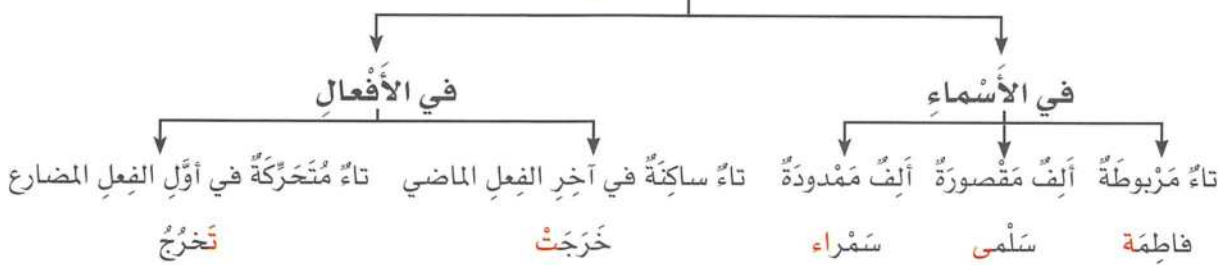 في الأَسْماءِ في الأَفْعالِ
تاءٌ مَرْبوطَةٌ أَلِفٌ مَقْصورَةٌ أَلِفٌ مَمْدودَةٌ تاءٌ ساكِنَةٌ في آخِرِ الفِعلِ الماضي تاءٌ مُتَحَرِّكَةٌ في أوَّلِ الفِعلِ المضارع
فاطِمَة سَلْمى سَمْراء خَرَجَتْ تَخرُجُ